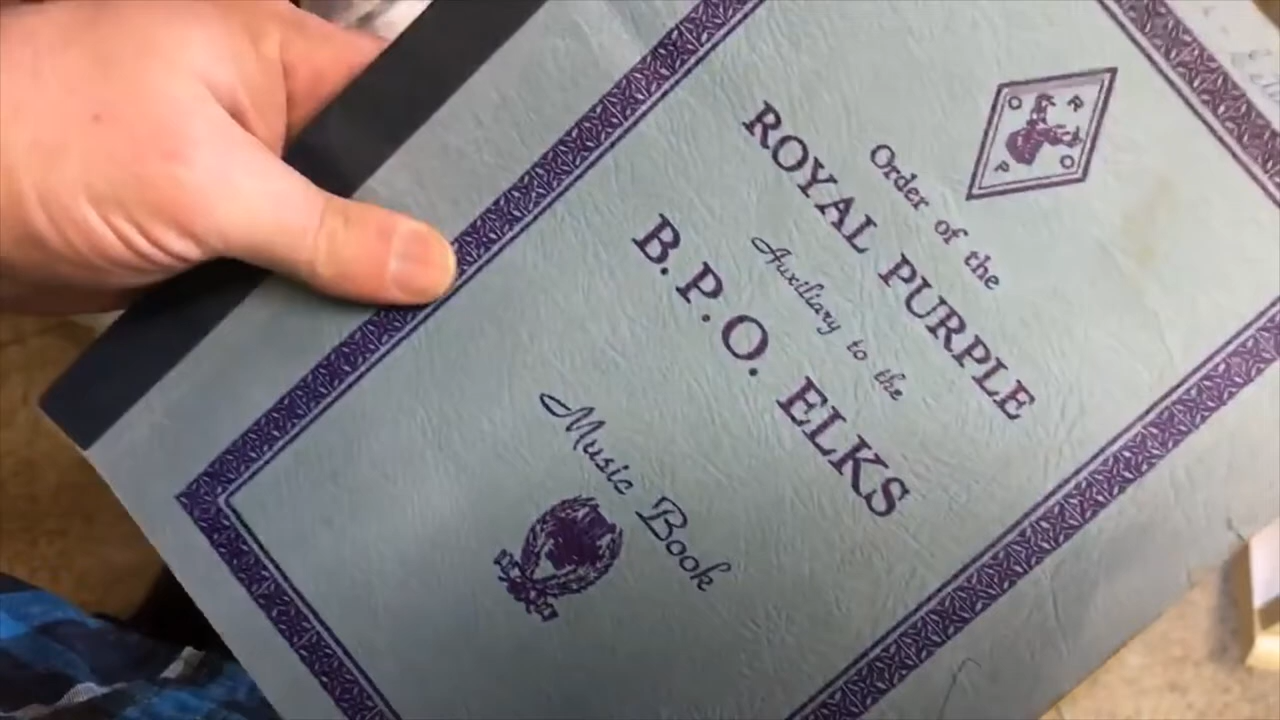 O R
P O
Order of the
ROYAL PURPLE
Auxiliary to the
B. P. O. ELKS
Music Book